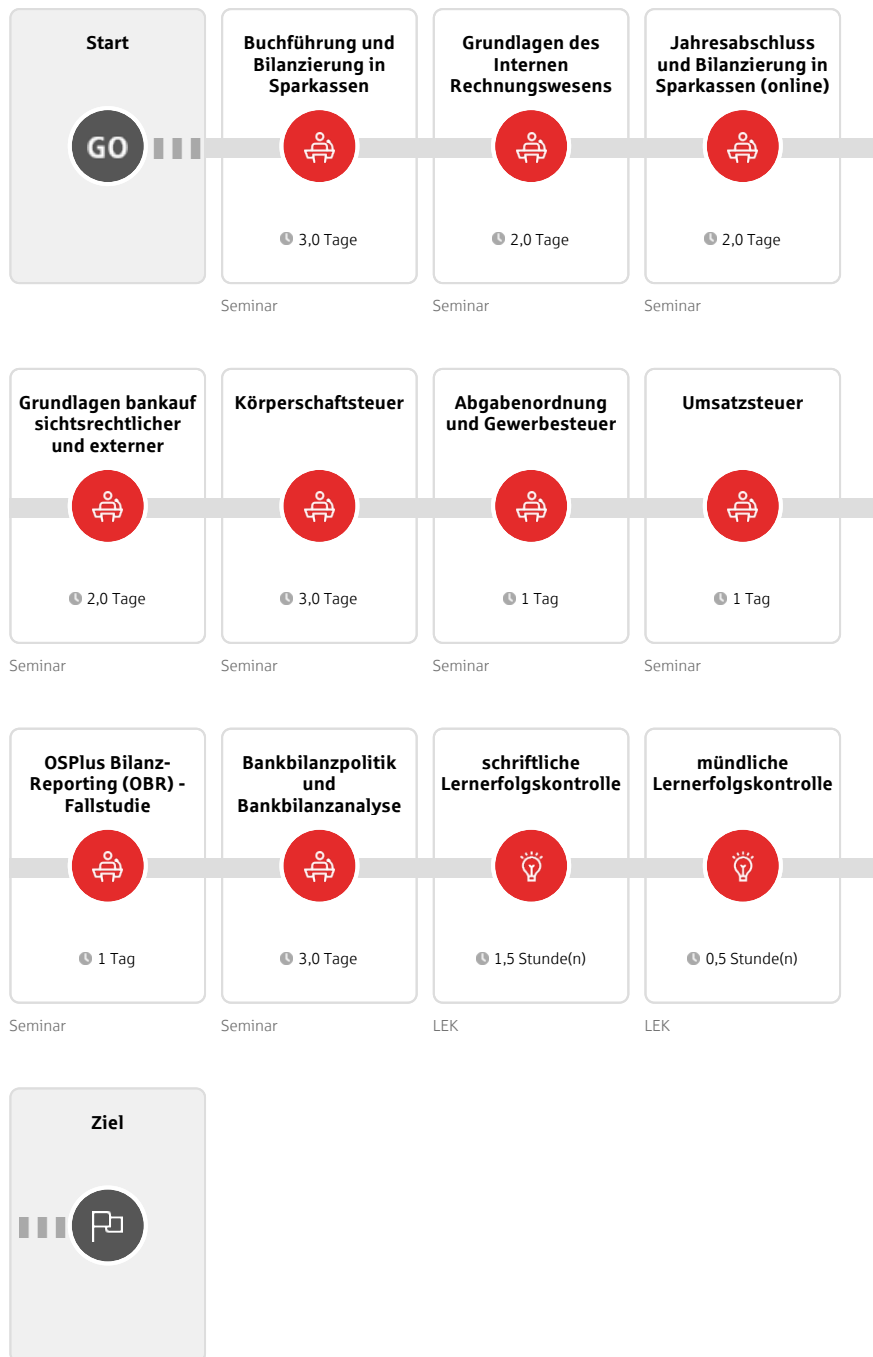 Start
GO
Buchführung und
Bilanzierung in
Sparkassen
3,0 Tage
Seminar
Grundlagen des
Internen
Rechnungswesens
2,0 Tage
Seminar
Jahresabschluss
und Bilanzierung in
Sparkassen (online)
2,0 Tage
Seminar
Grundlagen bankauf
sichtsrechtlicher
und externer
2,0 Tage
Seminar
Körperschaftsteuer
3,0 Tage
Seminar
Abgabenordnung
und Gewerbesteuer
1 Tag
Seminar
Umsatzsteuer
1 Tag
Seminar
OSPlus Bilanz-
Reporting (OBR) -
Fallstudie
1 Tag
Seminar
Bankbilanzpolitik
und
Bankbilanzanalyse
3,0 Tage
Seminar
schriftliche
Lernerfolgskontrolle
1,5 Stunde(n)
LEK
mündliche
Lernerfolgskontrolle
0,5 Stunde(n)
LEK
Ziel